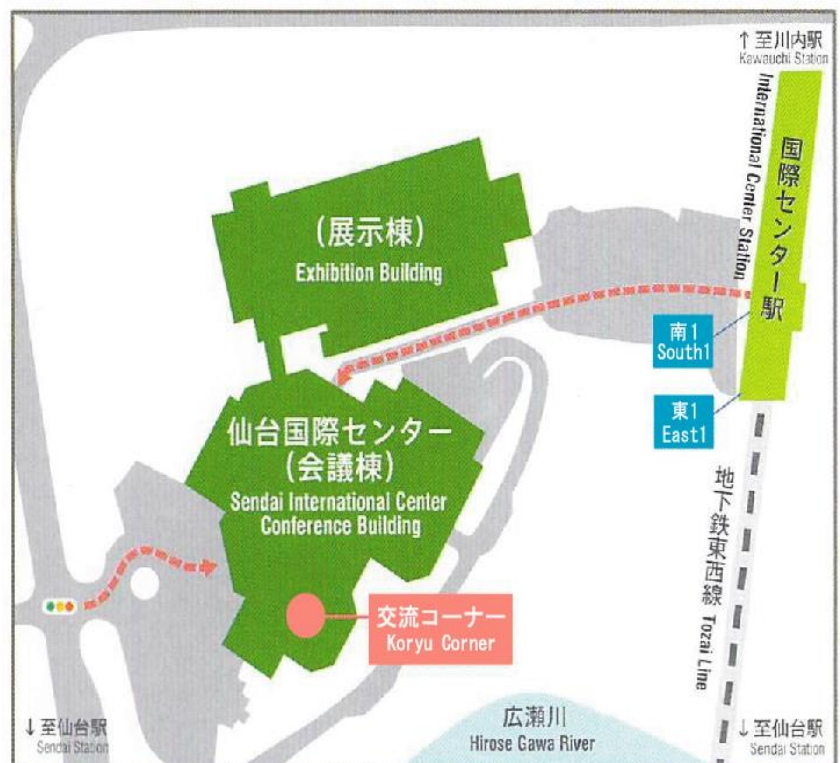 ↑至川内駅
Kawauchi Station
国際センター駅
International Center Station
(展示棟)
Exhibition Building
南1
South1
東1
East1
仙台国際センター
(会議棟)
Sendai International Center
Conference Building
地下鉄東西線 Tozai Line
交流コーナー
Koryu Corner
広瀬川
Hirose Gawa River
↓至仙台駅
Sendai Station
↓至仙台駅
Sendai Station